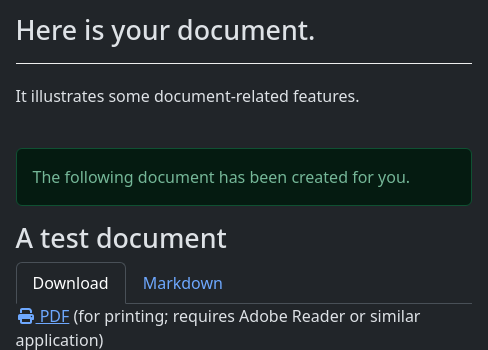 Here is your document.
It illustrates some document-related features.
The following document has been created for you.
A test document
Download Markdown
PDF (for printing; requires Adobe Reader or similar
application)